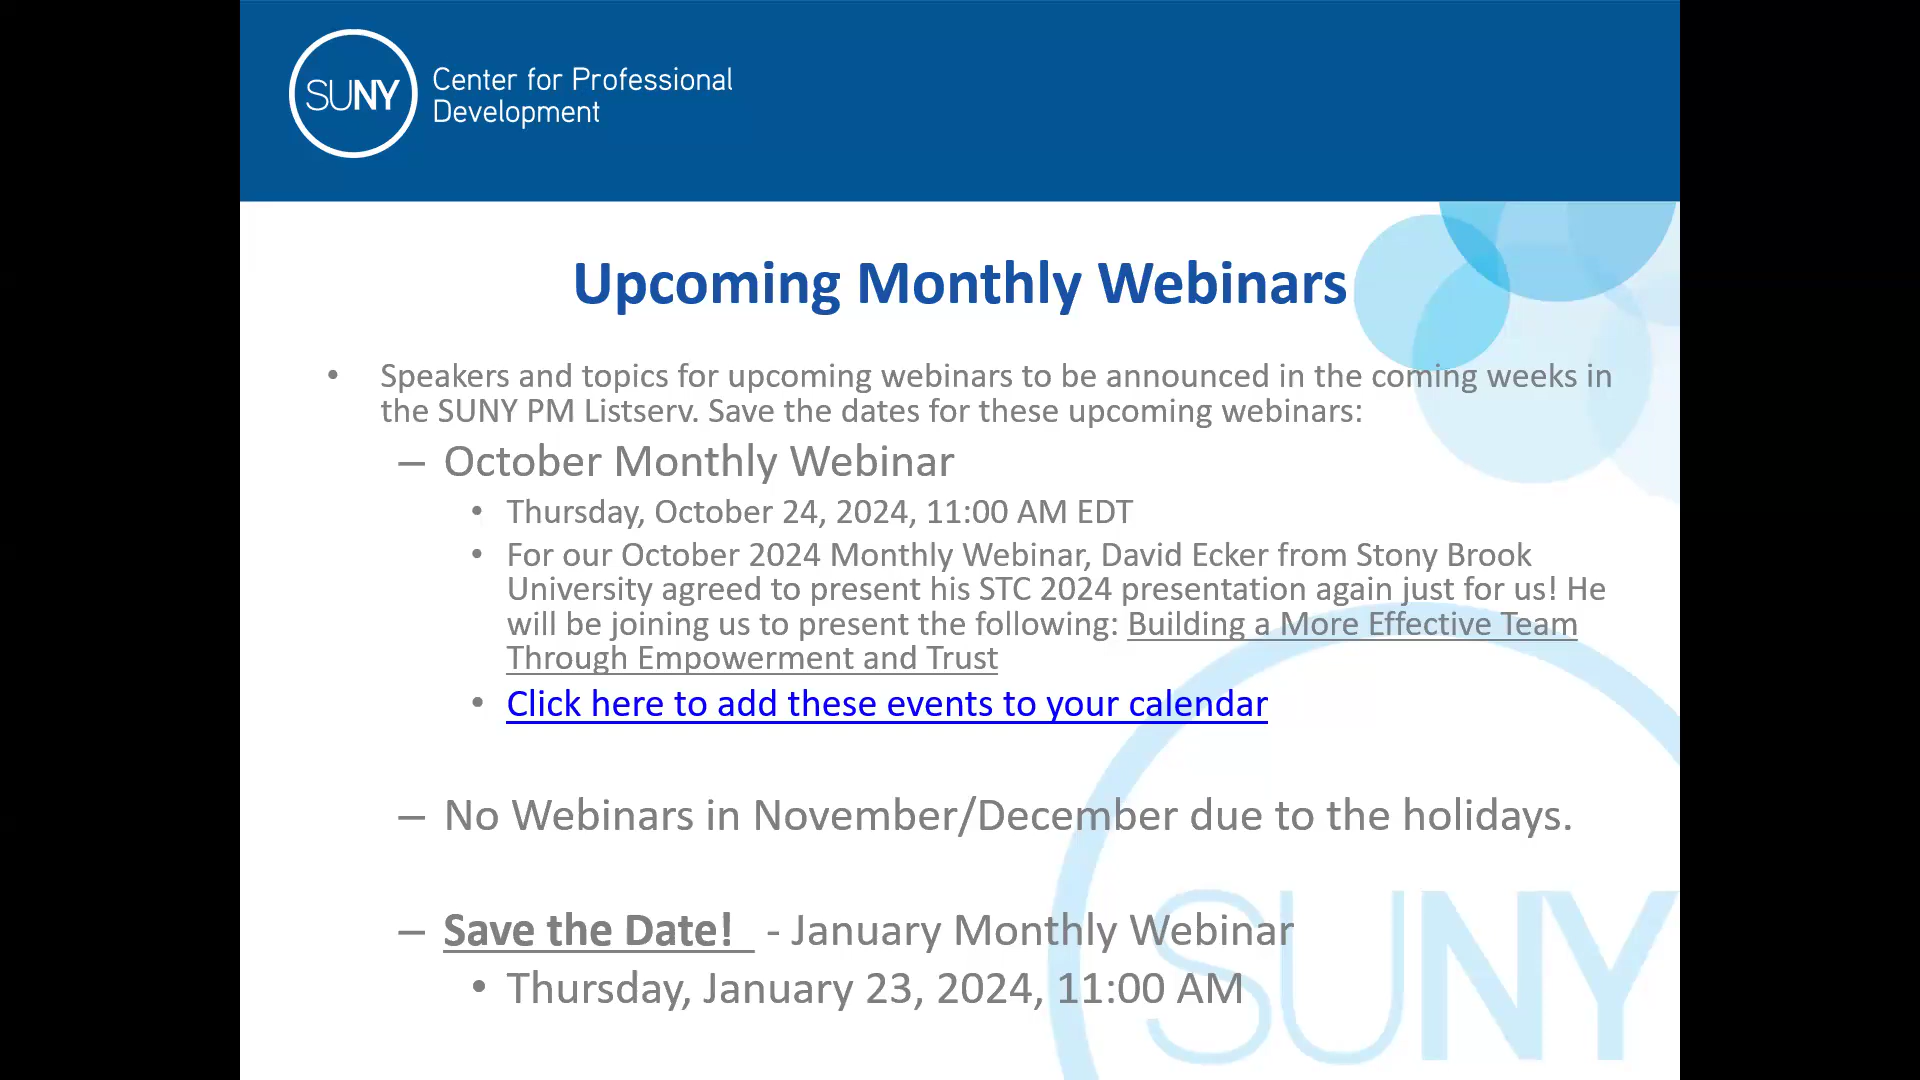 SUNY
Center for Professional
Development
Upcoming Monthly Webinars
• Speakers and topics for upcoming webinars to be announced in the coming weeks in
the SUNY PM Listserv. Save the dates for these upcoming webinars:
– October Monthly Webinar
• Thursday, October 24, 2024, 11:00 AM EDT
• For our October 2024 Monthly Webinar, David Ecker from Stony Brook
University agreed to present his STC 2024 presentation again just for us! He
will be joining us to present the following: Building a More Effective Team
Through Empowerment and Trust
• Click here to add these events to your calendar
– No Webinars in November/December due to the holidays.
– Save the Date! - January Monthly Webinar
• Thursday, January 23, 2024, 11:00 AM
SUNY